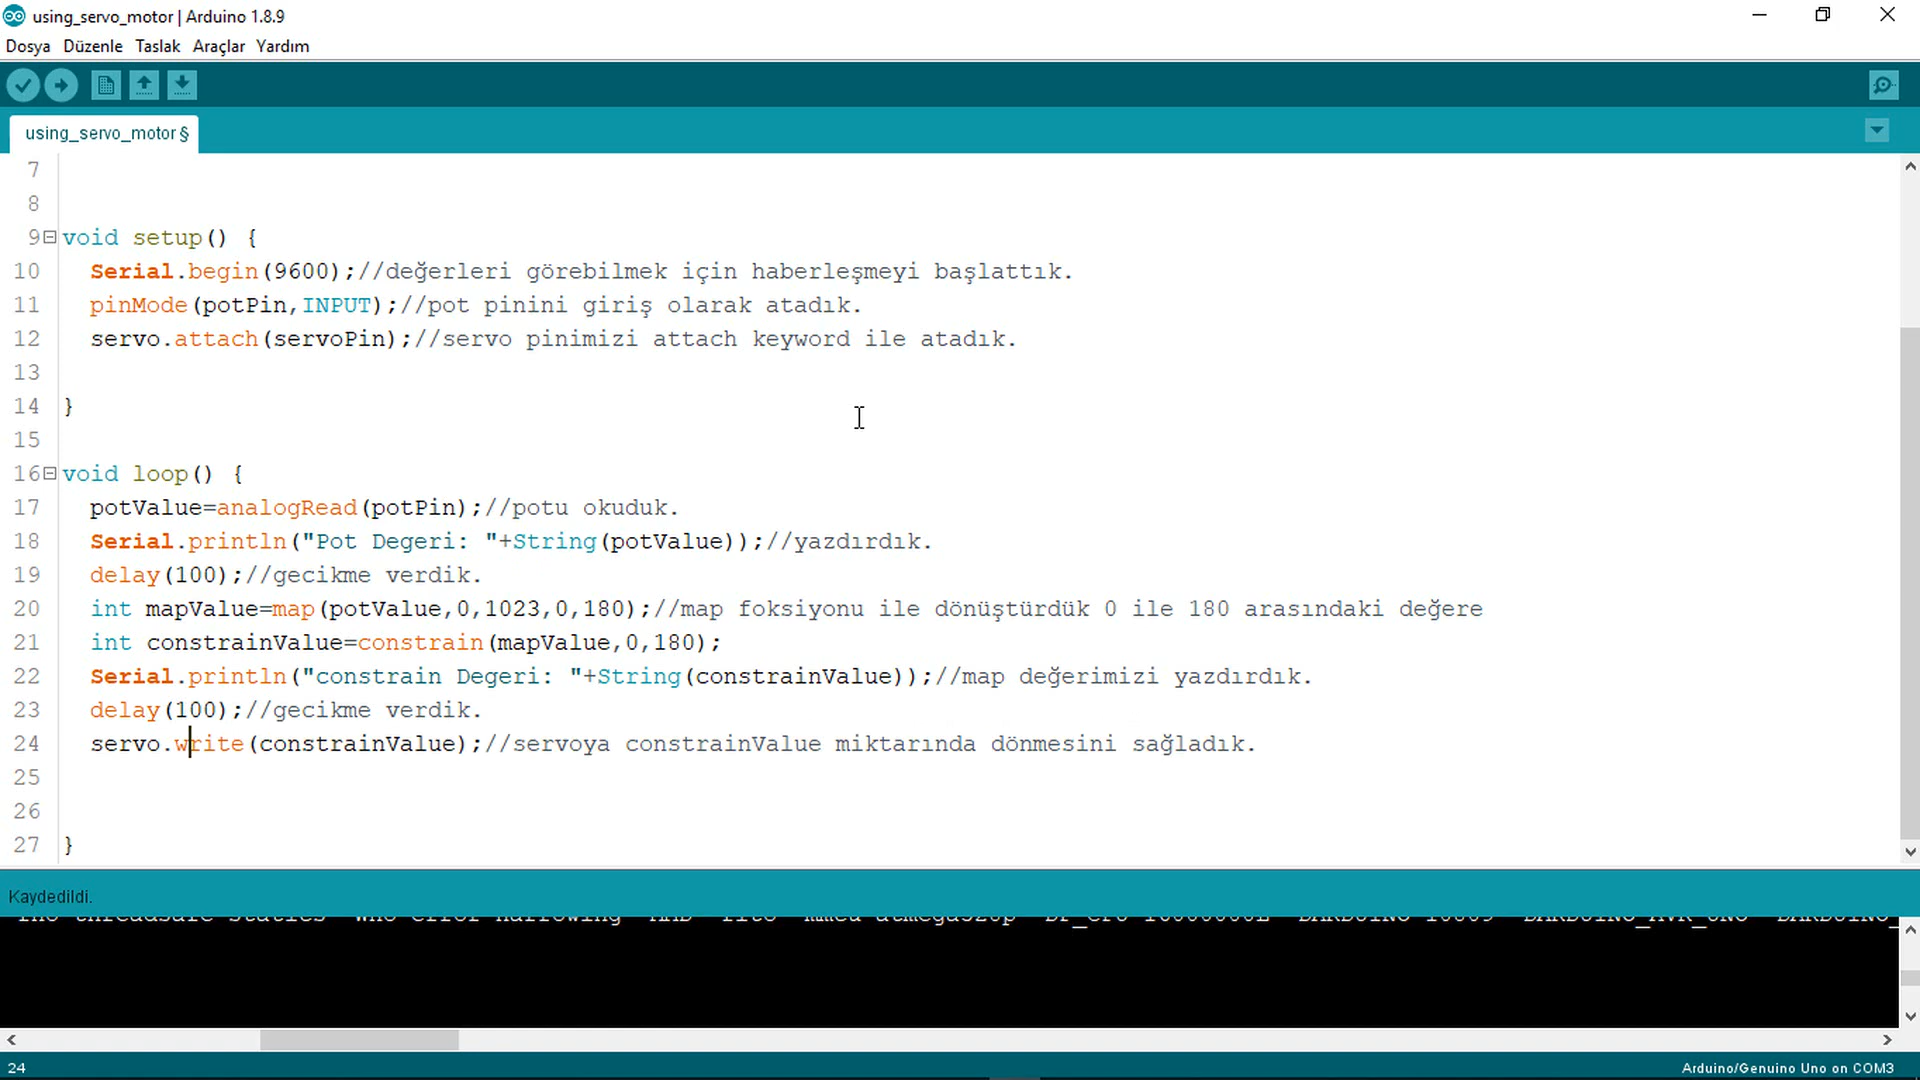 using_servo_motor | Arduino 1.8.9
Dosya Düzenle Taslak Araçlar Yardım
using_servo_motor §
7
8
9 void setup() {
10 Serial.begin(9600);//değerleri görebilmek için haberleşmeyi başlattık.
11 pinMode(potPin,INPUT);//pot pinini giriş olarak atadık.
12 servo.attach(servoPin);//servo pinimizi attach keyword ile atadık.
13
14 }
15
16 void loop() {
17 potValue=analogRead(potPin);//potu okuduk.
18 Serial.println("Pot Degeri: "+String(potValue));//yazdırdık.
19 delay(100);//gecikme verdik.
20 int mapValue=map(potValue,0,1023,0,180);//map foksiyonu ile dönüştürdük 0 ile 180 arasındaki değere
21 int constrainValue=constrain(mapValue,0,180);
22 Serial.println("constrain Degeri: "+String(constrainValue));//map değerimizi yazdırdık.
23 delay(100);//gecikme verdik.
24 servo.write(constrainValue);//servoya constrainValue miktarında dönmesini sağladık.
25
26
27 }
Kaydedildi.
24
Arduino/Genuino Uno on COM3